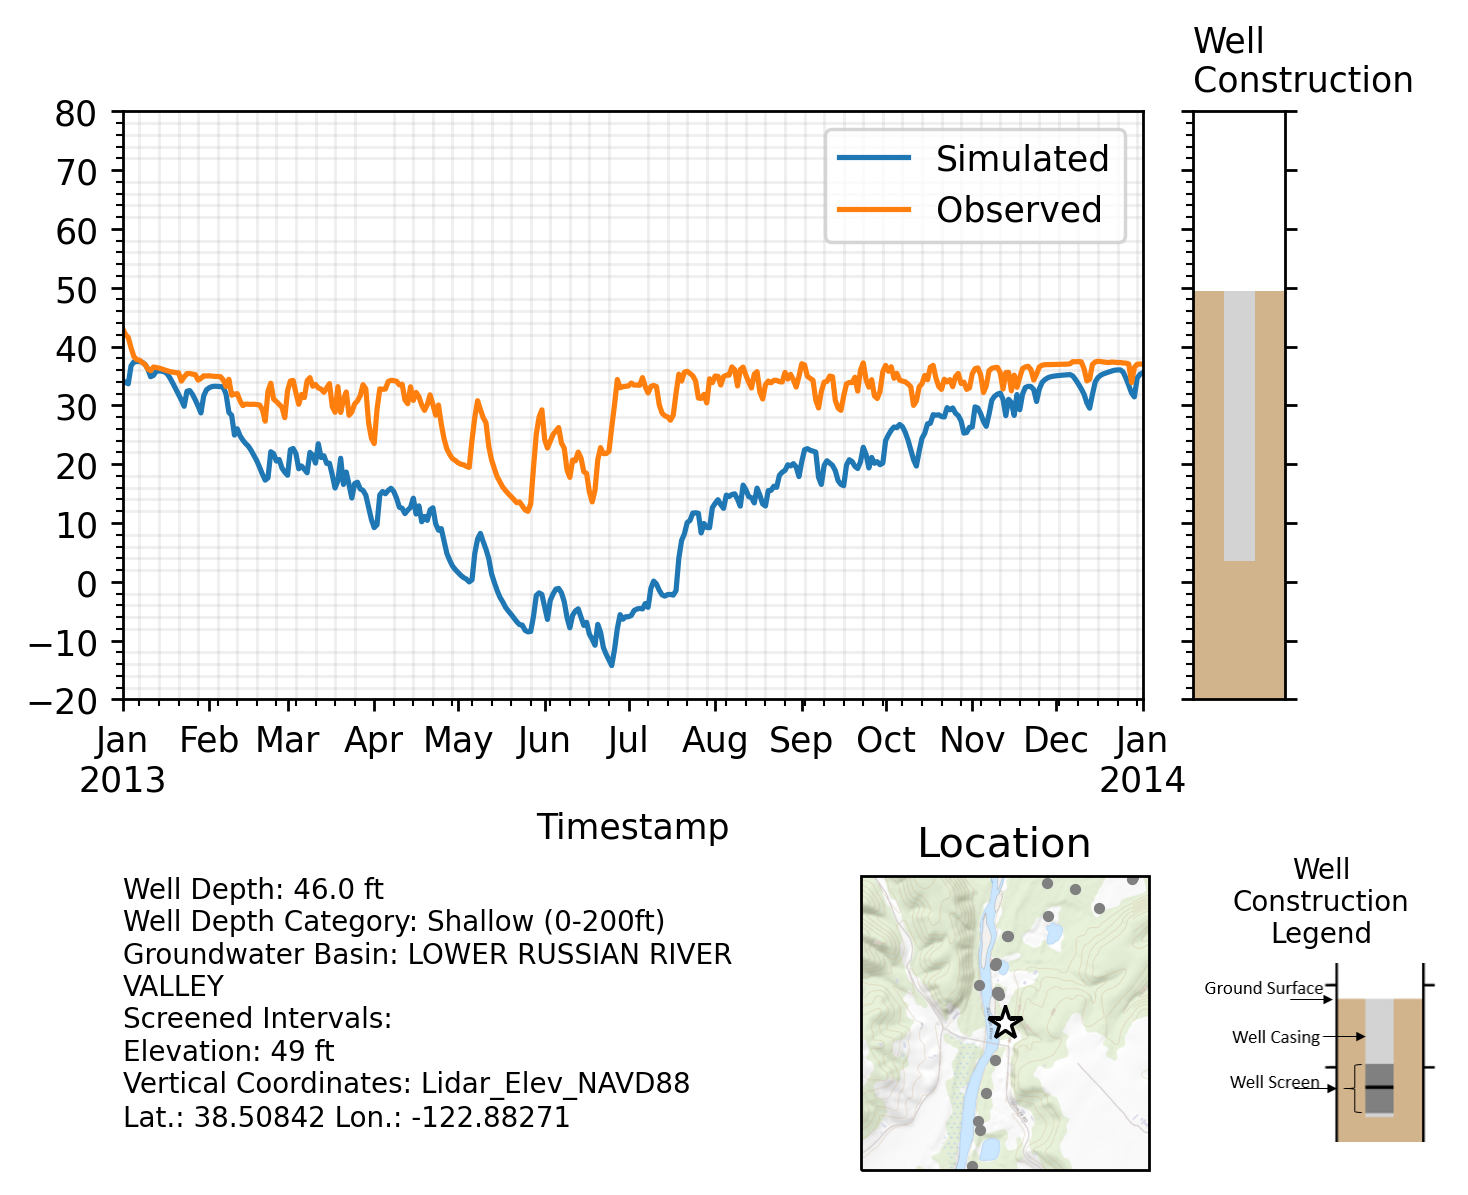 Well
Construction
80
70
60
50
40
30
20
10
0
−10
−20
Simulated
Observed
Jan Feb Mar Apr May Jun Jul Aug Sep Oct Nov Dec Jan
2013 2014
Timestamp
Well Depth: 46.0 ft
Well Depth Category: Shallow (0-200ft)
Groundwater Basin: LOWER RUSSIAN RIVER
VALLEY
Screened Intervals:
Elevation: 49 ft
Vertical Coordinates: Lidar_Elev_NAVD88
Lat.: 38.50842 Lon.: -122.88271
Location
Well
Construction
Legend
Ground Surface
Well Casing
Well Screen